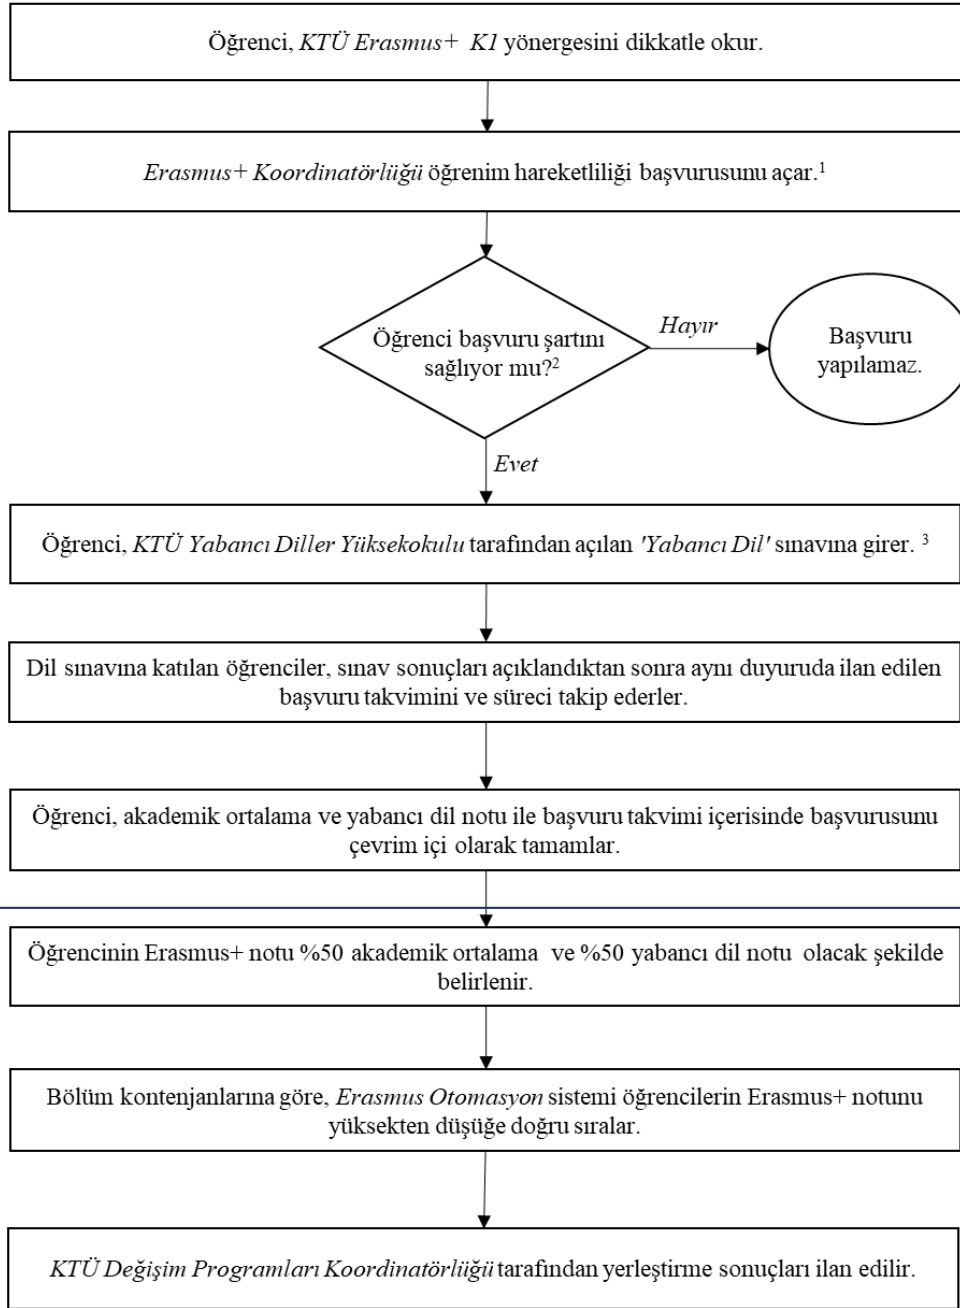 Öğrenci, KTÜ Erasmus+ K1 yönergesini dikkatle okur.
Erasmus+ Koordinatörlüğü öğrenim hareketliliği başvurusunu açar.¹
Öğrenci başvuru şartını
sağlıyor mu?²
Hayır
Başvuru
yapılamaz.
Evet
Öğrenci, KTÜ Yabancı Diller Yüksekokulu tarafından açılan 'Yabancı Dil' sınavına girer. ³
Dil sınavına katılan öğrenciler, sınav sonuçları açıklandıktan sonra aynı duyuruda ilan edilen
başvuru takvimini ve süreci takip ederler.
Öğrenci, akademik ortalama ve yabancı dil notu ile başvuru takvimi içerisinde başvurusunu
çevrim içi olarak tamamlar.
Öğrencinin Erasmus+ notu %50 akademik ortalama ve %50 yabancı dil notu olacak şekilde
belirlenir.
Bölüm kontenjanlarına göre, Erasmus Otomasyon sistemi öğrencilerin Erasmus+ notunu
yüksekten düşüğe doğru sıralar.
KTÜ Değişim Programları Koordinatörlüğü tarafından yerleştirme sonuçları ilan edilir.